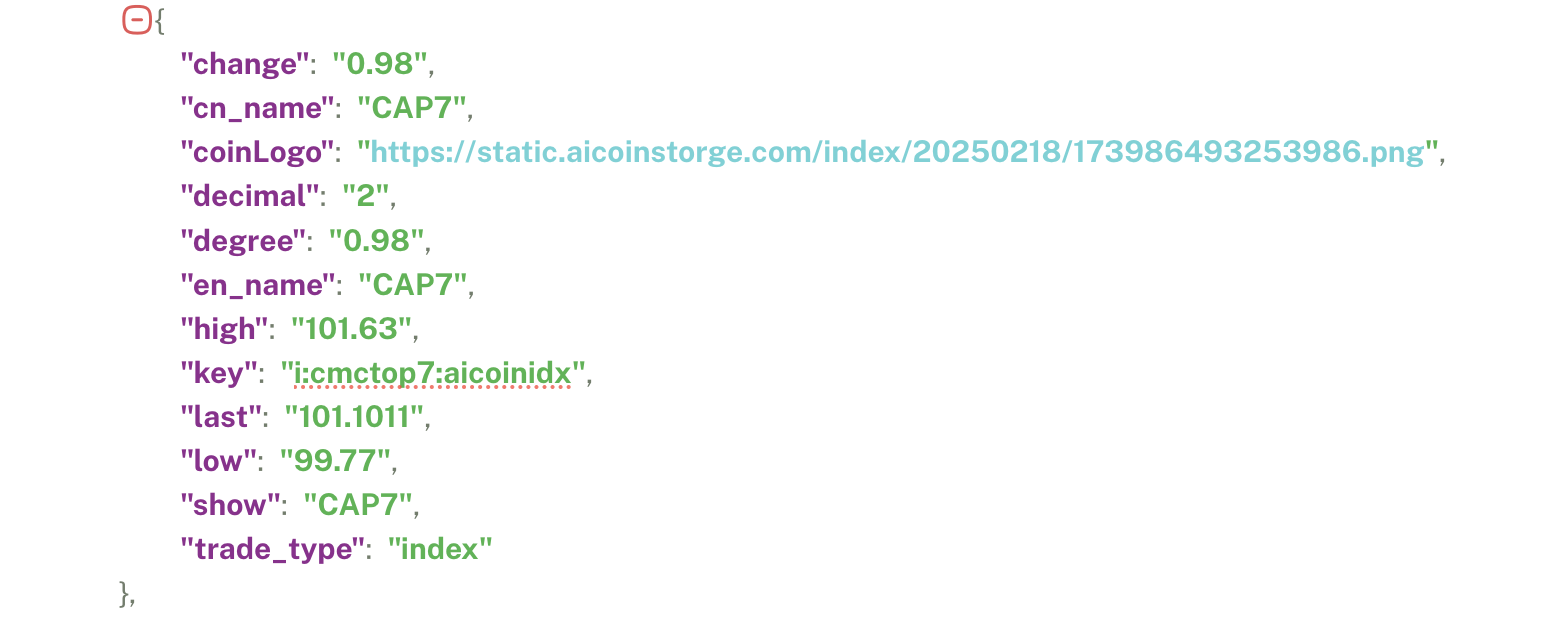 {
"change": "0.98",
"cn_name": "CAP7",
"coinLogo": "https://static.aicoinstorge.com/index/20250218/173986493253986.png",
"decimal": "2",
"degree": "0.98",
"en_name": "CAP7",
"high": "101.63",
"key": "i:cmctop7:aicoinidx",
"last": "101.1011",
"low": "99.77",
"show": "CAP7",
"trade_type": "index"
},